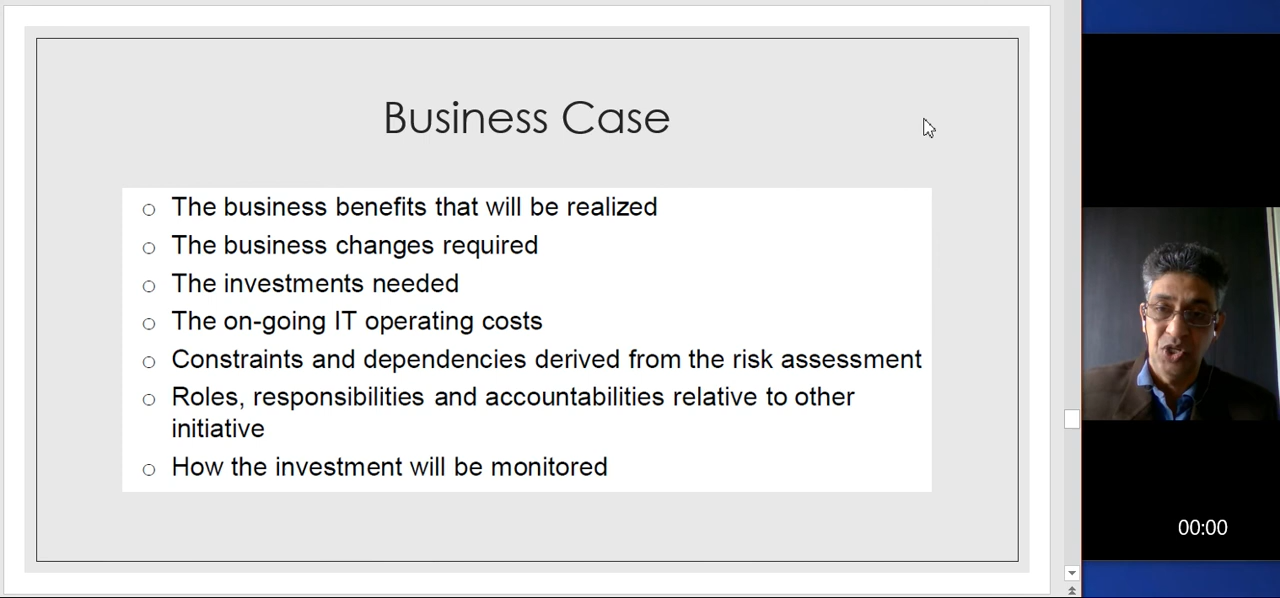 Business Case
The business benefits that will be realized
The business changes required
The investments needed
The on-going IT operating costs
Constraints and dependencies derived from the risk assessment
Roles, responsibilities and accountabilities relative to other
initiative
How the investment will be monitored
00:00